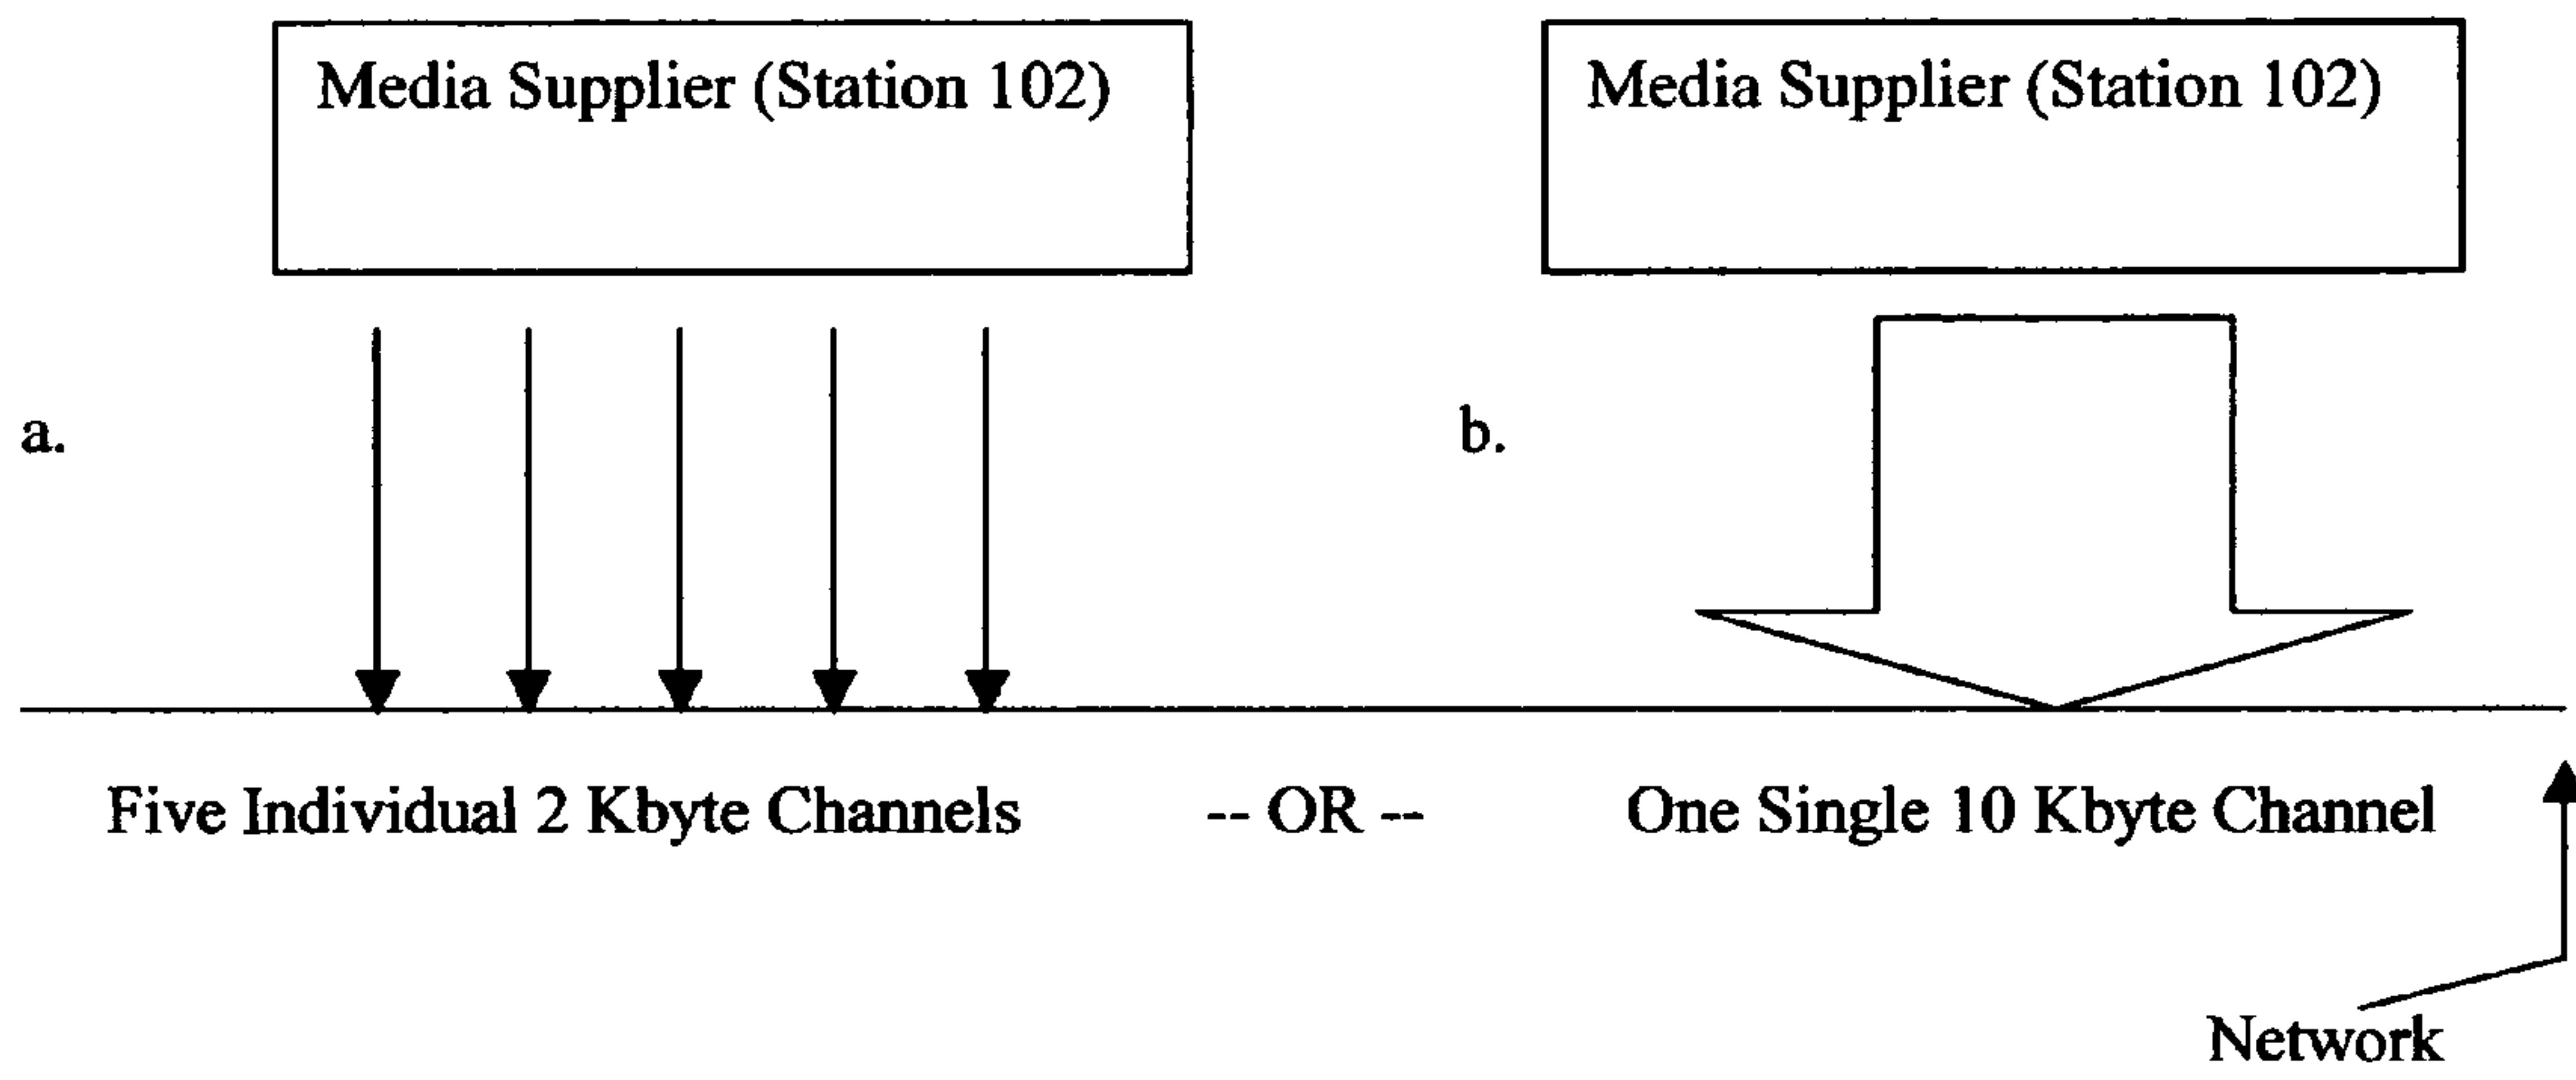 Media Supplier (Station 102)
Media Supplier (Station 102)
a.
b.
Five Individual 2 Kbyte Channels
-- OR --
One Single 10 Kbyte Channel
Network